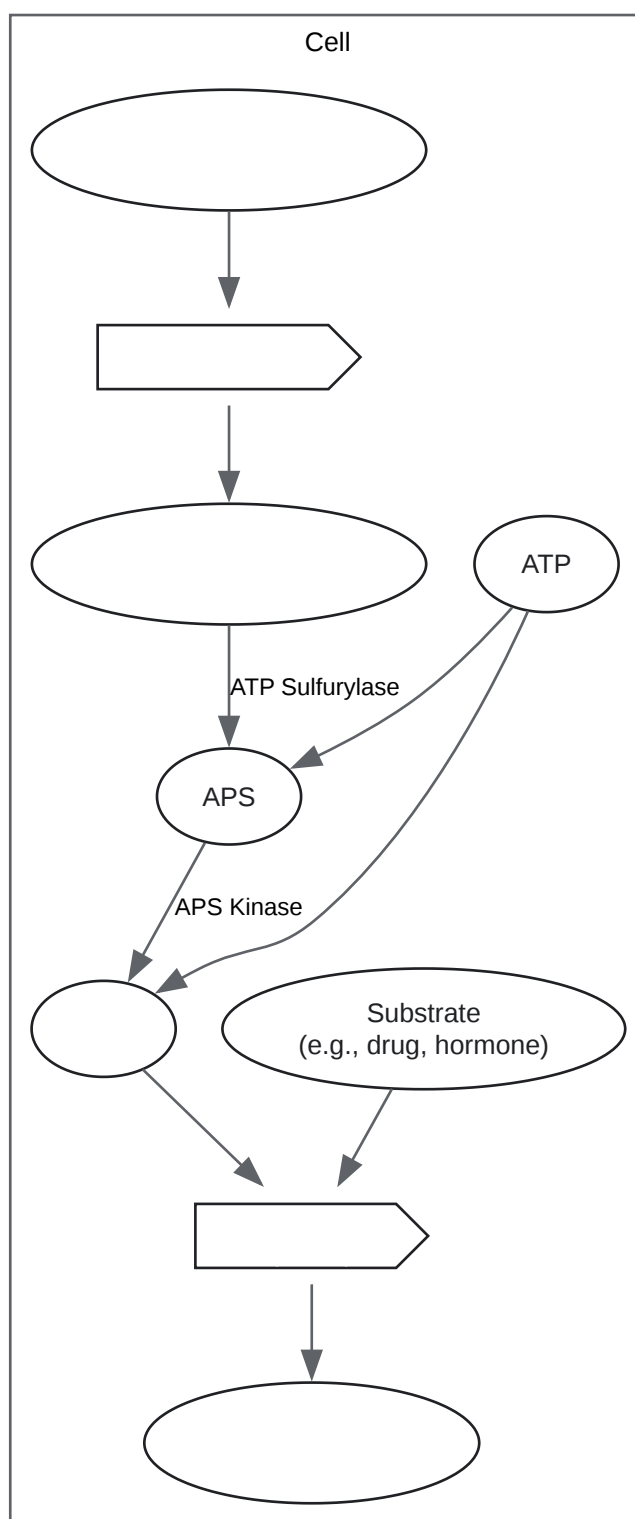 Cell
ATP
ATP Sulfurylase
APS
APS Kinase
Substrate
(e.g., drug, hormone)